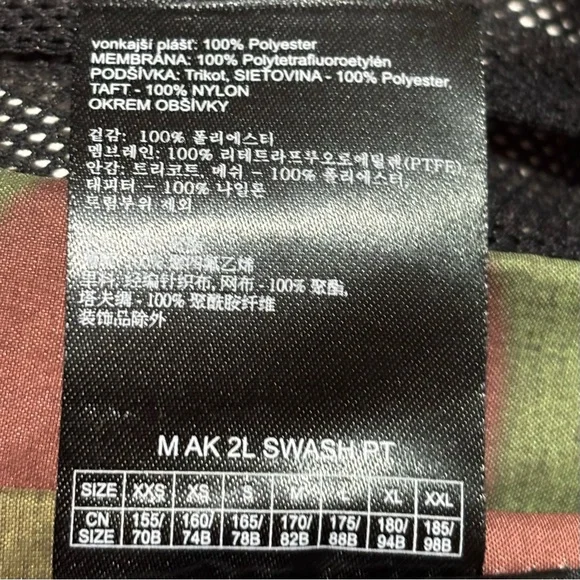 vonkajší plášť: 100% Polyester
MEMBRÁNA: 100% Polytetrafluoroetylén
PODŠÍVKA: Trikot, SIEŤOVINA - 100% Polyester,
TAFT - 100% NYLON
OKREM OBŠÍVKY
겉감: 100% 폴리에스터
멤브레인: 100% 리테트라프루오로에틸렌(PTFE),
안감: 트리코트, 메쉬 - 100% 폴리에스터,
태피터 - 100% 나일론
트림부위 제외
氟乙烯
里料: 经编针织布, 网布 - 100% 聚酯,
塔夫绸 - 100% 聚酰胺纤维
装饰品除外
M AK 2L SWASH PT
SIZE XXS XS S M L XL XXL
CN SIZE 155/70B 160/74B 165/78B 170/82B 175/88B 180/94B 185/98B